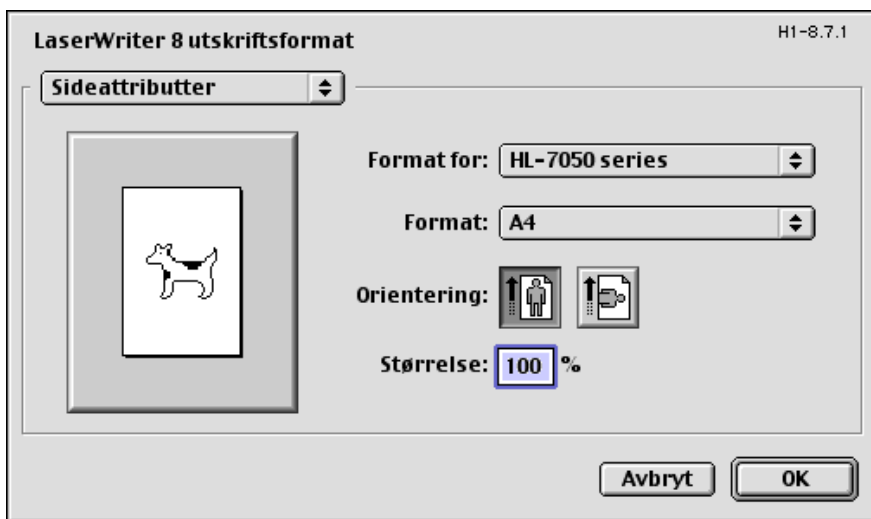 LaserWriter 8 utskriftsformat
H1-8.7.1
Sideattributter
Format for: HL-7050 series
Format: A4
Orientering:
Størrelse: 100 %
Avbryt OK